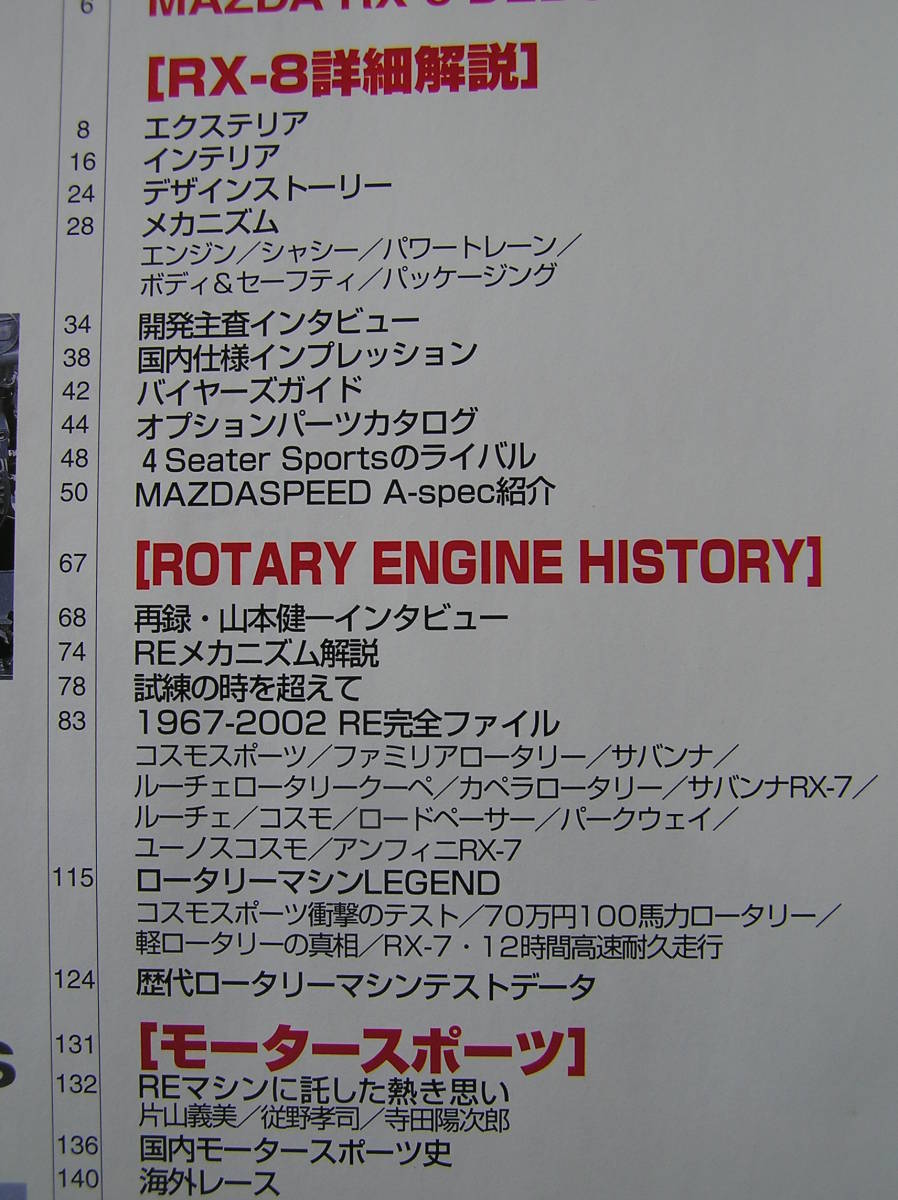 6 MAZDA RX-8
[RX-8詳細解説]
8 エクステリア
16 インテリア
24 デザインストーリー
28 メカニズム
エンジン／シャシー／パワートレーン／
ボディ＆セーフティ／パッケージング
34 開発主査インタビュー
38 国内仕様インプレッション
42 バイヤーズガイド
44 オプションパーツカタログ
48 4 Seater Sportsのライバル
50 MAZDASPEED A-spec紹介
67 [ROTARY ENGINE HISTORY]
68 再録・山本健一インタビュー
74 REメカニズム解説
78 試練の時を超えて
83 1967-2002 RE完全ファイル
コスモスポーツ／ファミリアロータリー／サバンナ／
ルーチェロータリークーペ／カペラロータリー／サバンナRX-7／
ルーチェ／コスモ／ロードペーサー／パークウェイ／
ユーノスコスモ／アンフィニRX-7
115 ロータリーマシンLEGEND
コスモスポーツ衝撃のテスト／70万円100馬力ロータリー／
軽ロータリーの真相／RX-7・12時間高速耐久走行
124 歴代ロータリーマシンテストデータ
131 [モータースポーツ]
132 REマシンに託した熱き思い
片山義美／従野孝司／寺田陽次郎
136 国内モータースポーツ史
140 海外レース